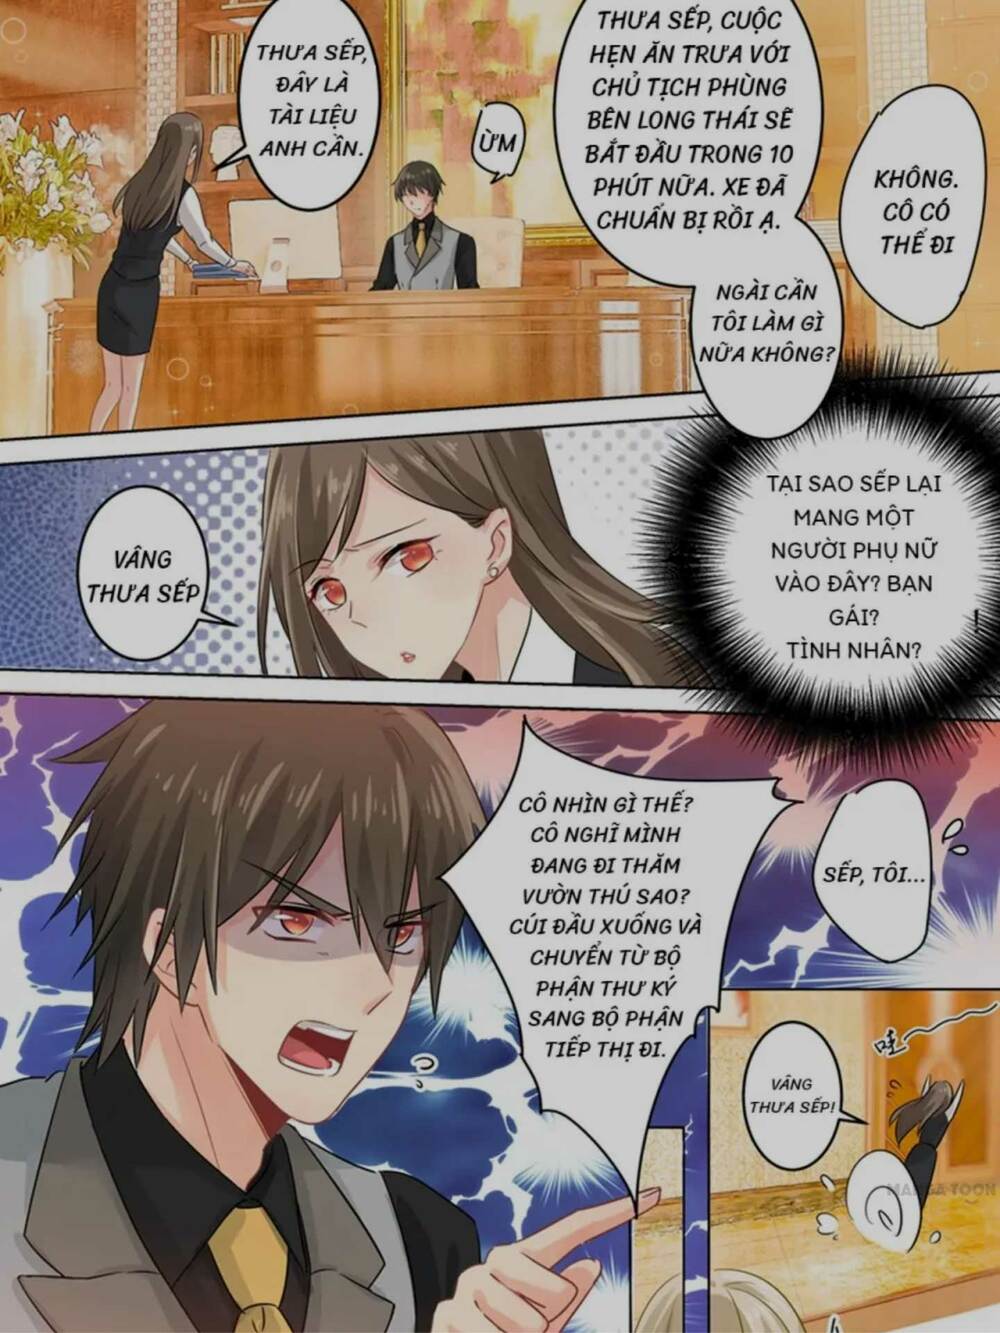 THƯA SẾP,
ĐÂY LÀ
TÀI LIỆU
ANH CẦN.
ỪM
THƯA SẾP, CUỘC
HẸN ĂN TRƯA VỚI
CHỦ TỊCH PHÙNG
BÊN LONG THÁI SẼ
BẮT ĐẦU TRONG 10
PHÚT NỮA. XE ĐÃ
CHUẨN BỊ RỒI Ạ.
NGÀI CẦN
TÔI LÀM GÌ
NỮA KHÔNG?
KHÔNG.
CÔ CÓ
THỂ ĐI
VÂNG
THƯA SẾP
TẠI SAO SẾP LẠI
MANG MỘT
NGƯỜI PHỤ NỮ
VÀO ĐÂY? BẠN
GÁI?
TÌNH NHÂN?
!
CÔ NHÌN GÌ THẾ?
CÔ NGHĨ MÌNH
ĐANG ĐI THĂM
VƯỜN THÚ SAO?
CÚI ĐẦU XUỐNG VÀ
CHUYỂN TỪ BỘ
PHẬN THƯ KÝ
SANG BỘ PHẬN
TIẾP THỊ ĐI.
SẾP, TÔI...
哇~
VÂNG
THƯA SẾP!
MANGA TOON